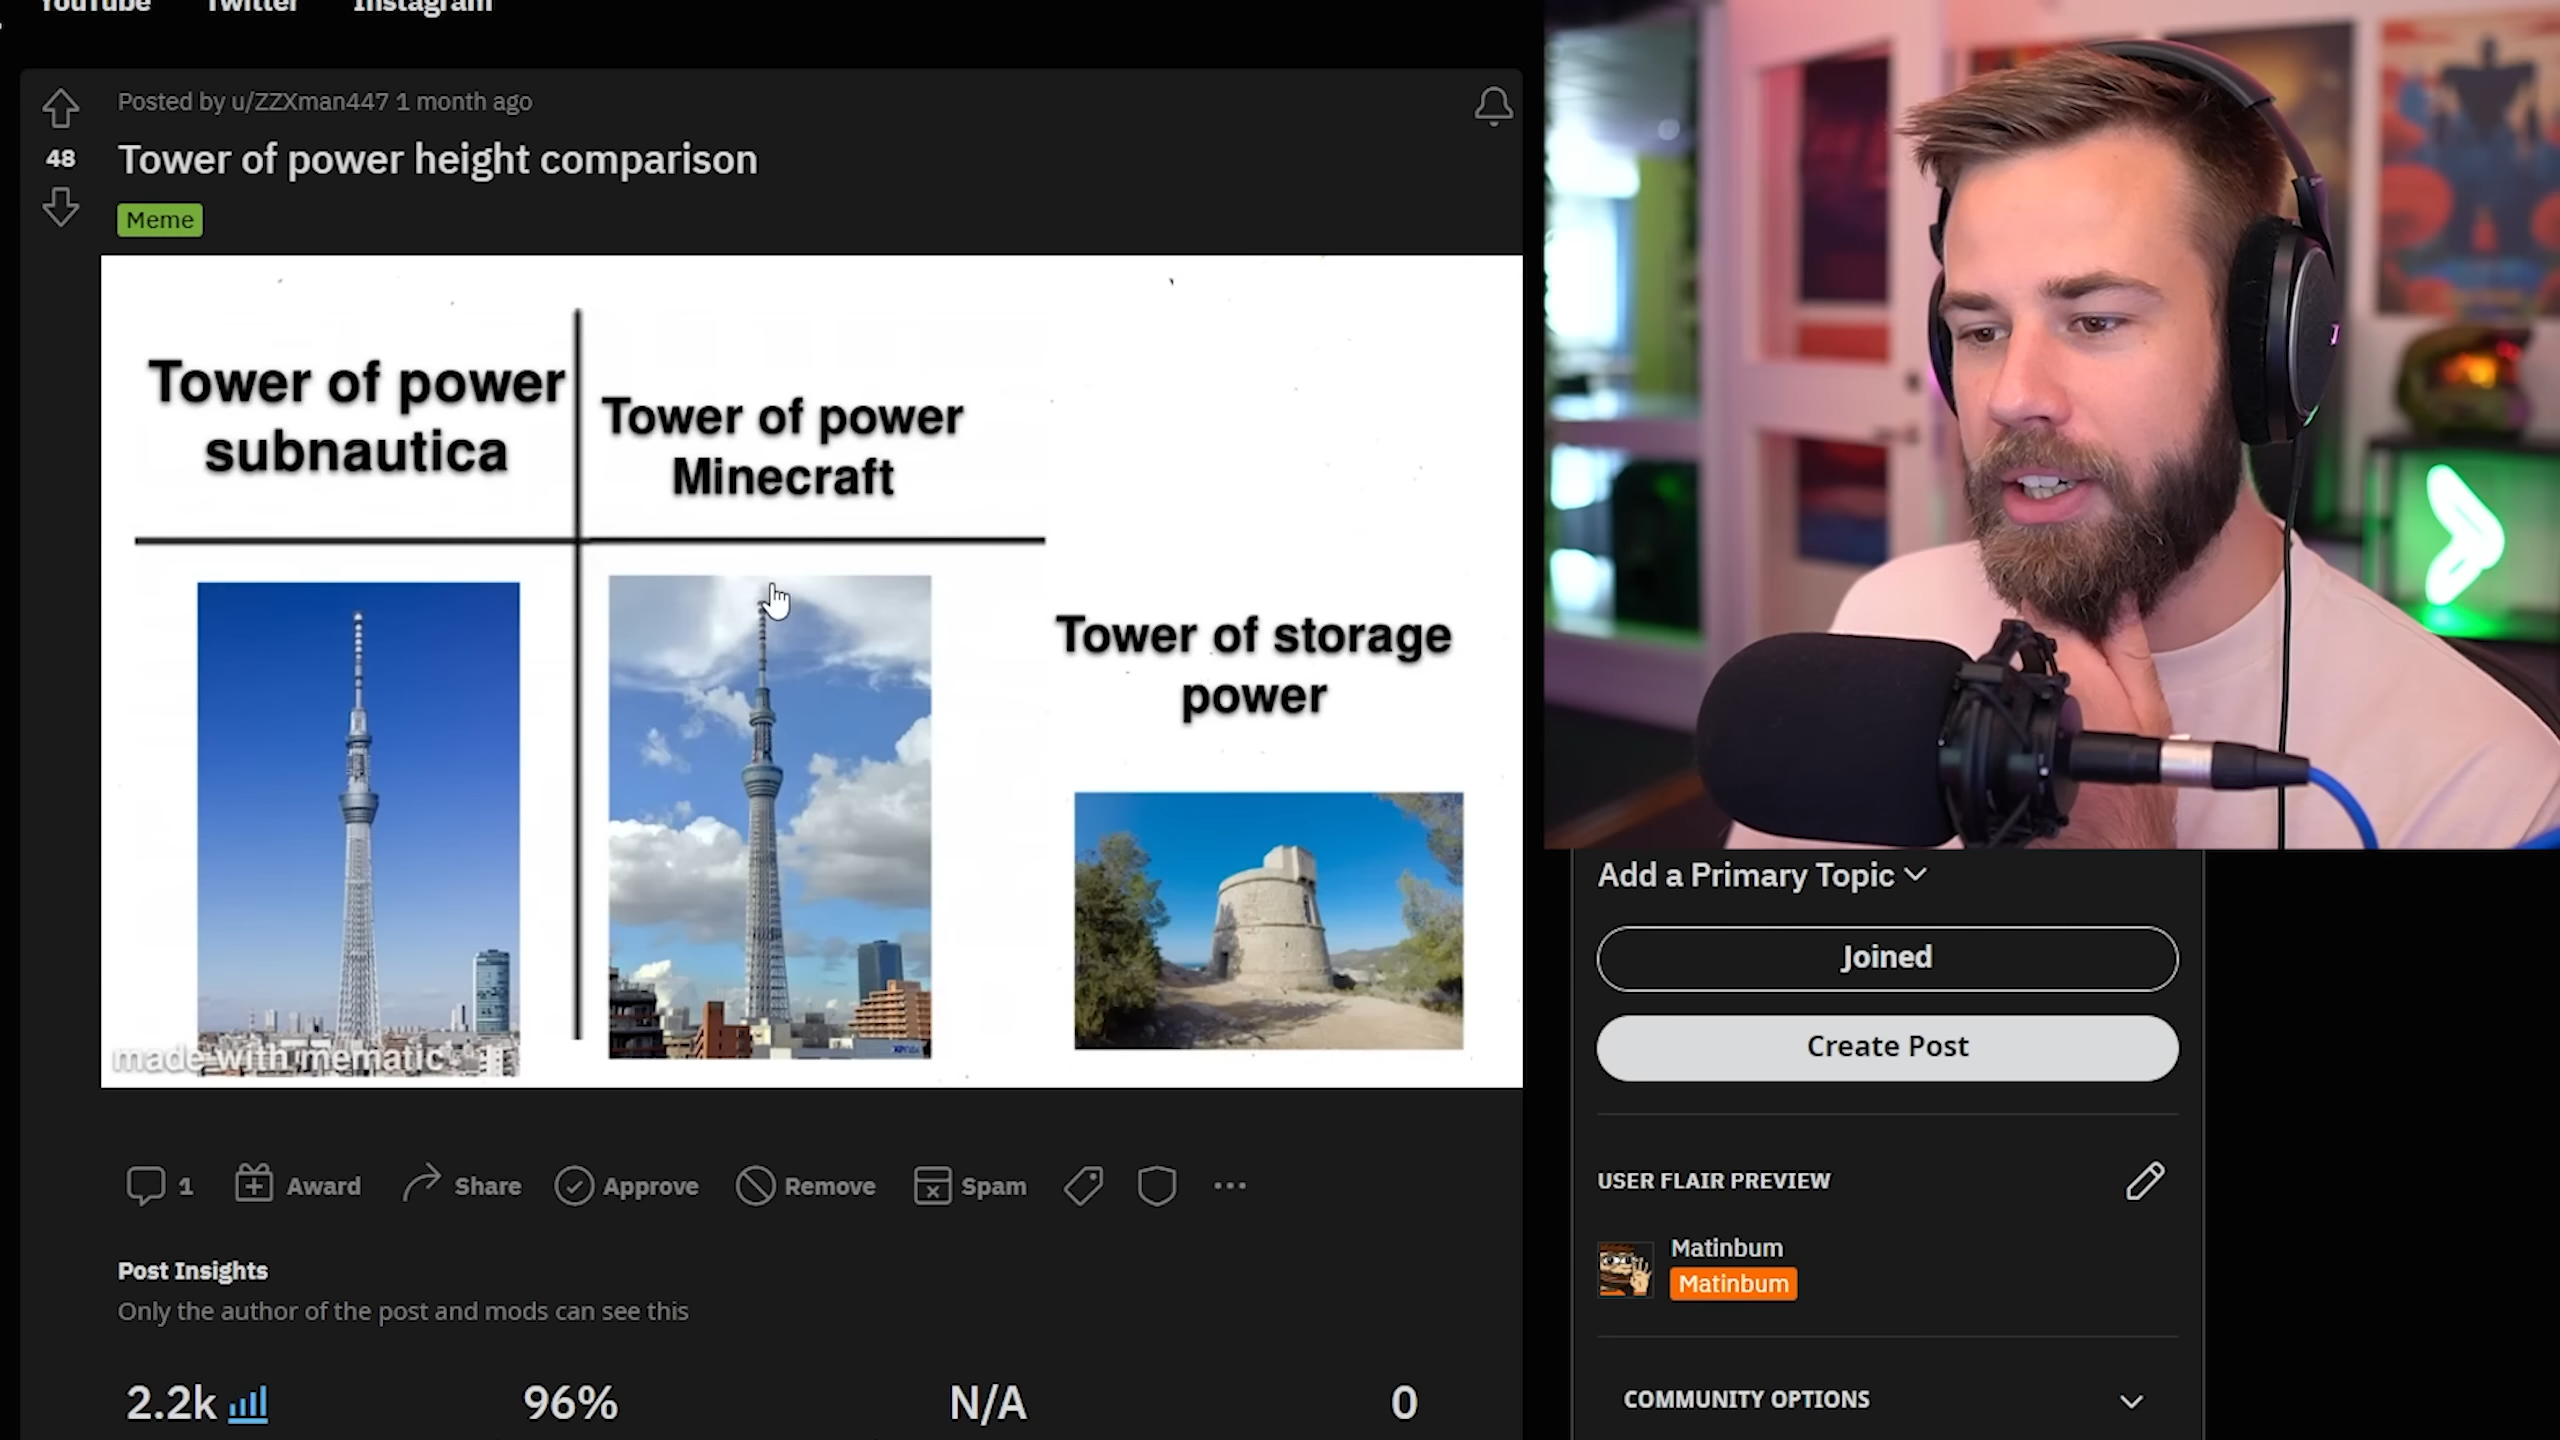 YouTube Twitter Instagram
Posted by u/ZZXman447 1 month ago
48
Tower of power height comparison
Meme
Tower of power
subnautica
Tower of power
Minecraft
Tower of storage
power
made with mematic
1 Award Share Approve Remove Spam
Post Insights
Only the author of the post and mods can see this
2.2k 96% N/A 0
Add a Primary Topic
Joined
Create Post
USER FLAIR PREVIEW
Matinbum
Matinbum
COMMUNITY OPTIONS